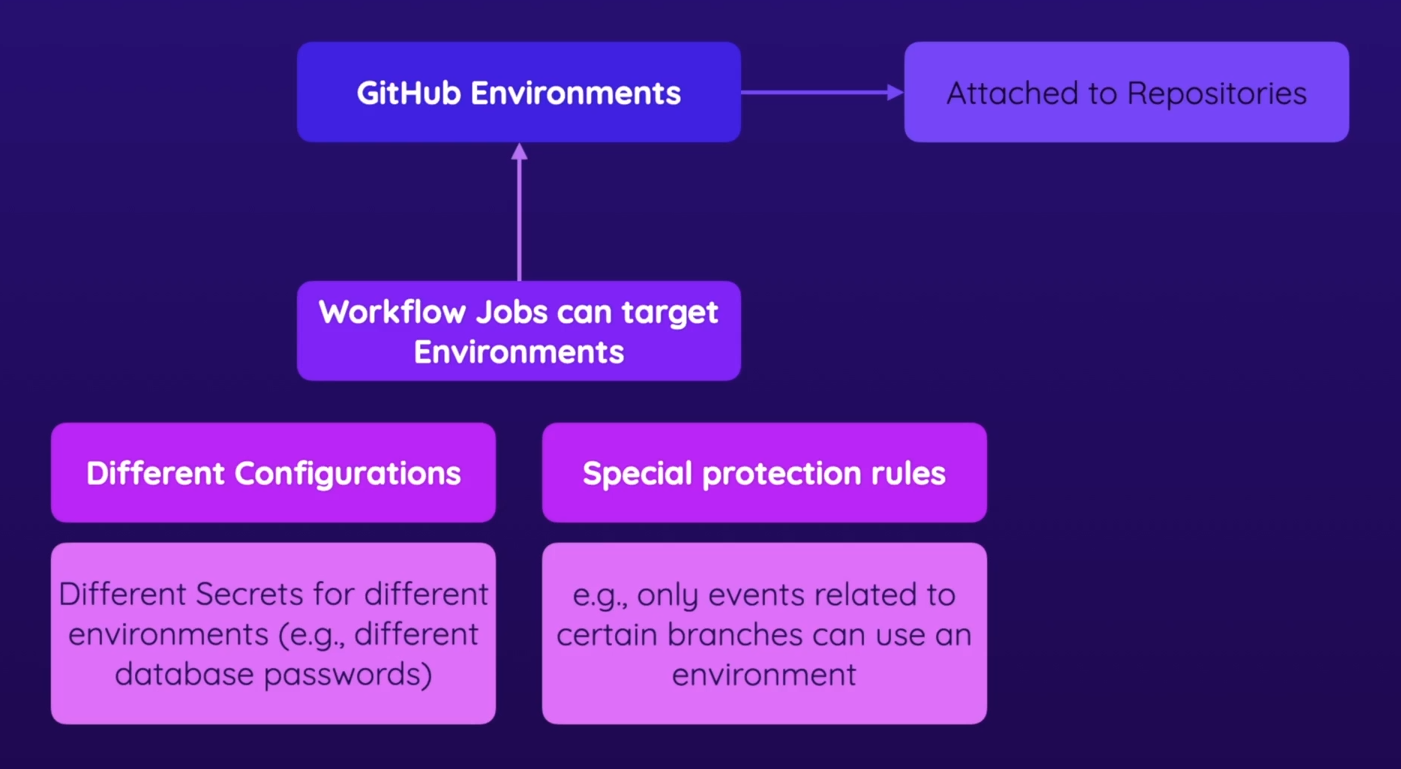 GitHub Environments
Attached to Repositories
Workflow Jobs can target
Environments
Different Configurations
Special protection rules
Different Secrets for different
environments (e.g., different
database passwords)
e.g., only events related to
certain branches can use an
environment